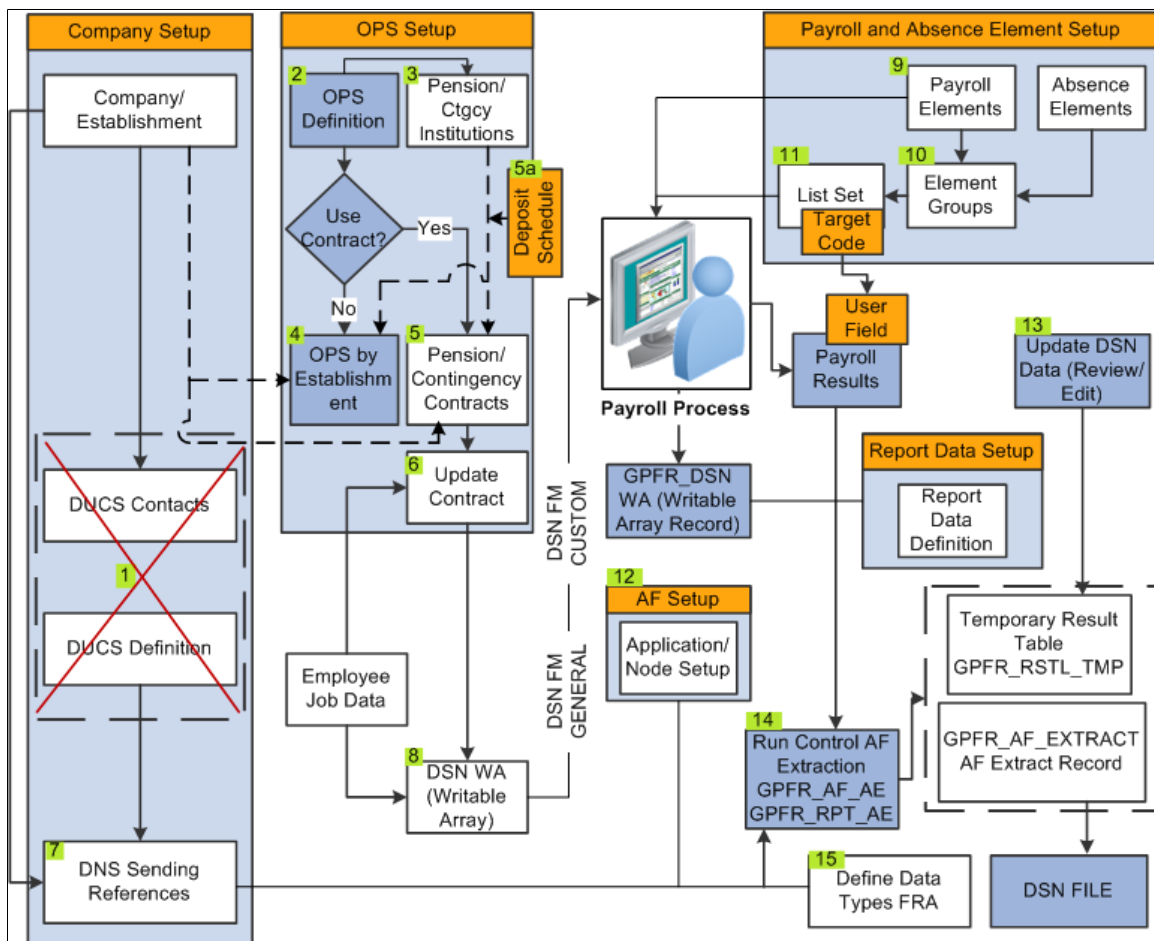 Company Setup
Company/
Establishment
1
DUCS Contacts
DUCS Definition
7
DNS Sending
References
OPS Setup
2
OPS
Definition
3
Pension/
Ctgcy
Institutions
5a
Deposit
Schedule
Use
Contract?
Yes
No
4
OPS by
Establishm
ent
5
Pension/
Contingency
Contracts
6
Update
Contract
Employee
Job Data
8
DSN WA
(Writable
Array)
DSN FM
CUSTOM
DSN FM
GENERAL
Payroll Process
Payroll and Absence Element Setup
9
Payroll
Elements
Absence
Elements
11
List Set
Target
Code
10
Element
Groups
User
Field
Payroll
Results
13
Update DSN
Data (Review/
Edit)
GPFR_DSN
WA (Writable
Array Record)
Report Data Setup
Report
Data
Definition
12
AF Setup
Application/
Node Setup
14
Run Control AF
Extraction
GPFR_AF_AE
GPFR_RPT_AE
Temporary Result
Table
GPFR_RSTL_TMP
GPFR_AF_EXTRACT
AF Extract Record
15
Define Data
Types FRA
DSN FILE